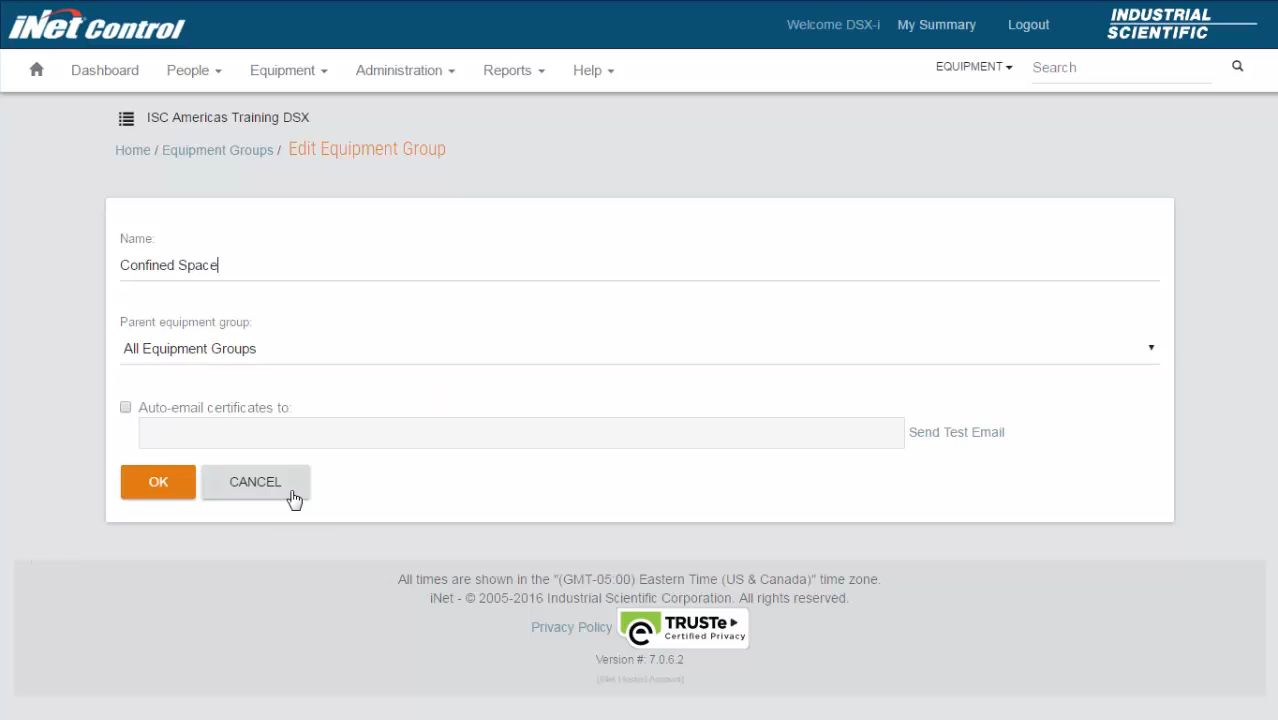 iNet Control
Welcome DSX-i My Summary Logout
INDUSTRIAL
SCIENTIFIC
Dashboard People Equipment Administration Reports Help EQUIPMENT Search
ISC Americas Training DSX
Home / Equipment Groups / Edit Equipment Group
Name:
Confined Space
Parent equipment group:
All Equipment Groups
Auto-email certificates to:
Send Test Email
OK CANCEL
All times are shown in the "(GMT-05:00) Eastern Time (US & Canada)" time zone.
iNet - © 2005-2016 Industrial Scientific Corporation. All rights reserved.
Privacy Policy
TRUSTe
Certified Privacy
Version #: 7.0.6.2
[iNet Hosted Account]